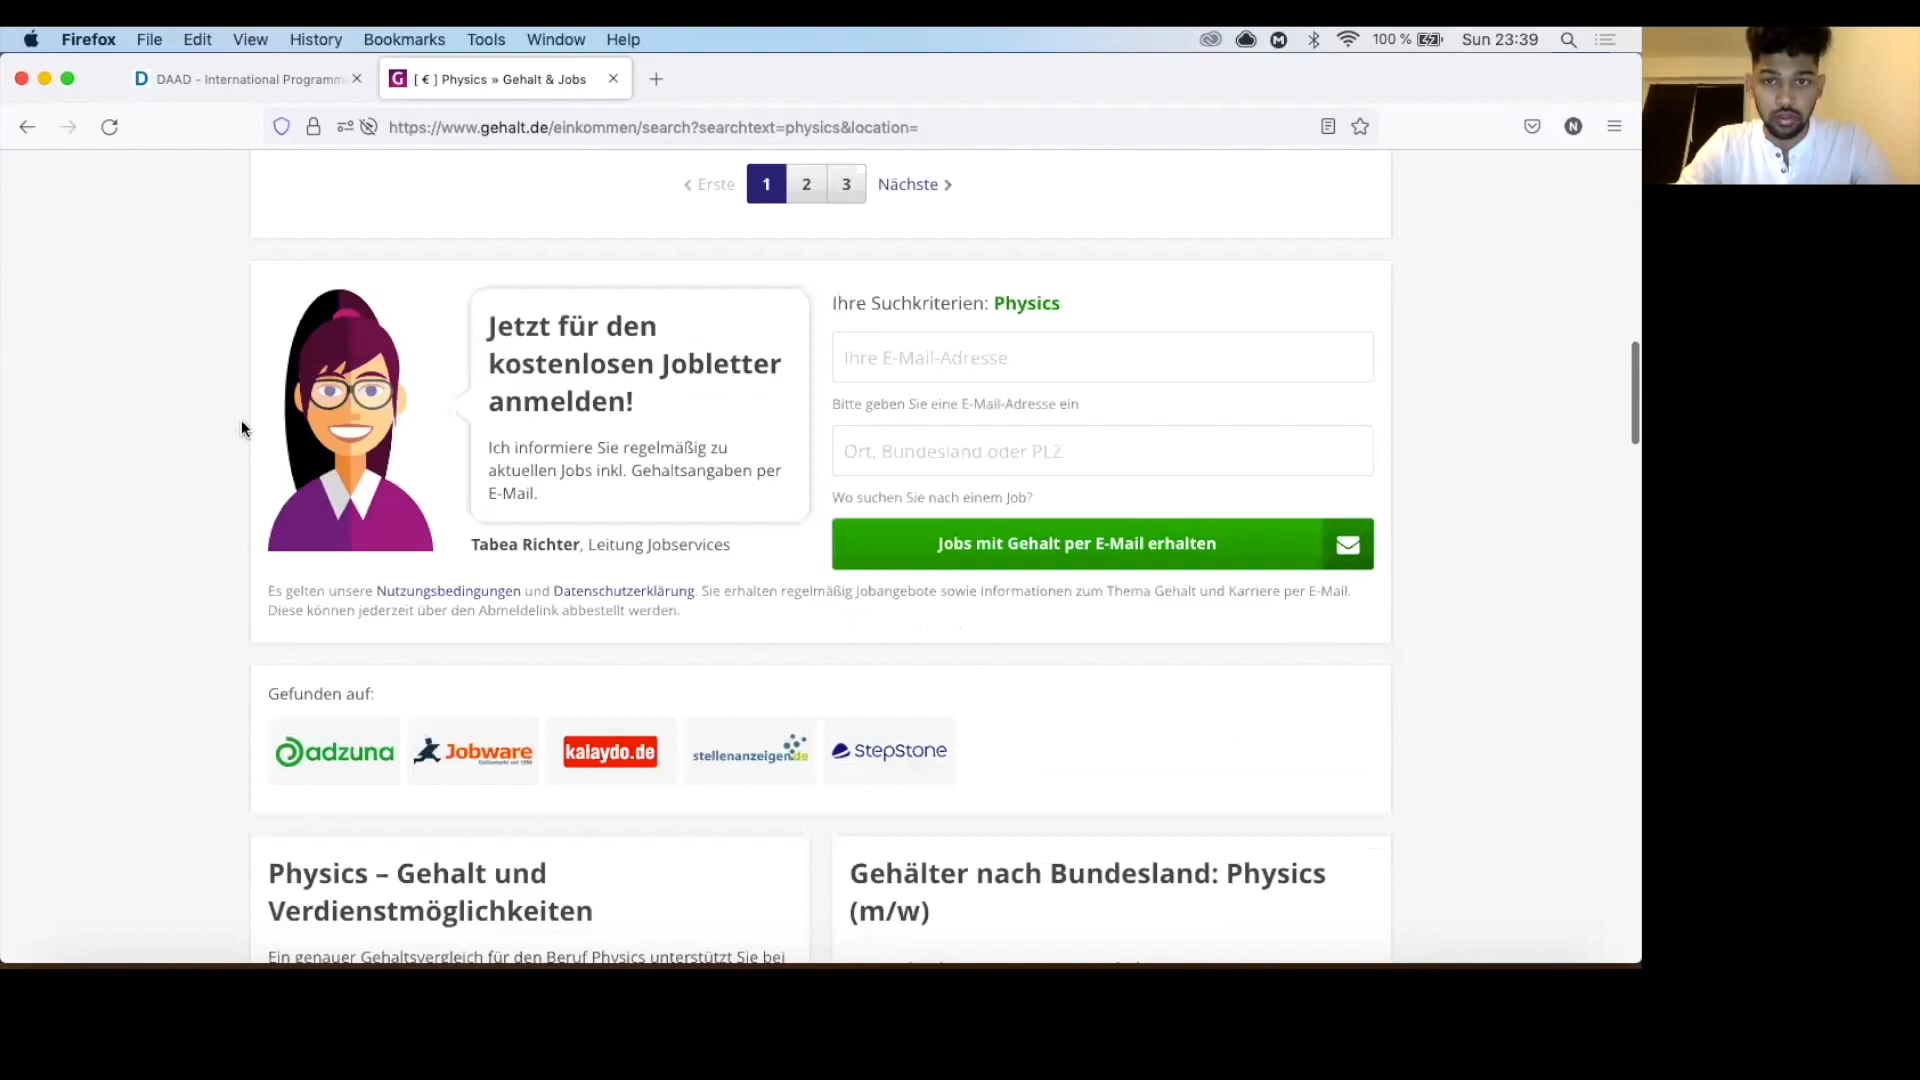 Firefox File Edit View History Bookmarks Tools Window Help 100 % Sun 23:39
DAAD - International Programm
[ € ] Physics » Gehalt & Jobs
https://www.gehalt.de/einkommen/search?searchtext=physics&location=
Erste 1 2 3 Nächste
Jetzt für den
kostenlosen Jobletter
anmelden!
Ich informiere Sie regelmäßig zu
aktuellen Jobs inkl. Gehaltsangaben per
E-Mail.
Tabea Richter, Leitung Jobservices
Ihre Suchkriterien: Physics
Ihre E-Mail-Adresse
Bitte geben Sie eine E-Mail-Adresse ein
Ort, Bundesland oder PLZ
Wo suchen Sie nach einem Job?
Jobs mit Gehalt per E-Mail erhalten
Es gelten unsere Nutzungsbedingungen und Datenschutzerklärung. Sie erhalten regelmäßig Jobangebote sowie Informationen zum Thema Gehalt und Karriere per E-Mail.
Diese können jederzeit über den Abmeldelink abbestellt werden.
Gefunden auf:
adzuna
Jobware
kalaydo.de
stellenanzeigen.de
StepStone
Physics – Gehalt und
Verdienstmöglichkeiten
Ein genauer Gehaltsvergleich für den Beruf Physics unterstützt Sie bei
Gehälter nach Bundesland: Physics
(m/w)